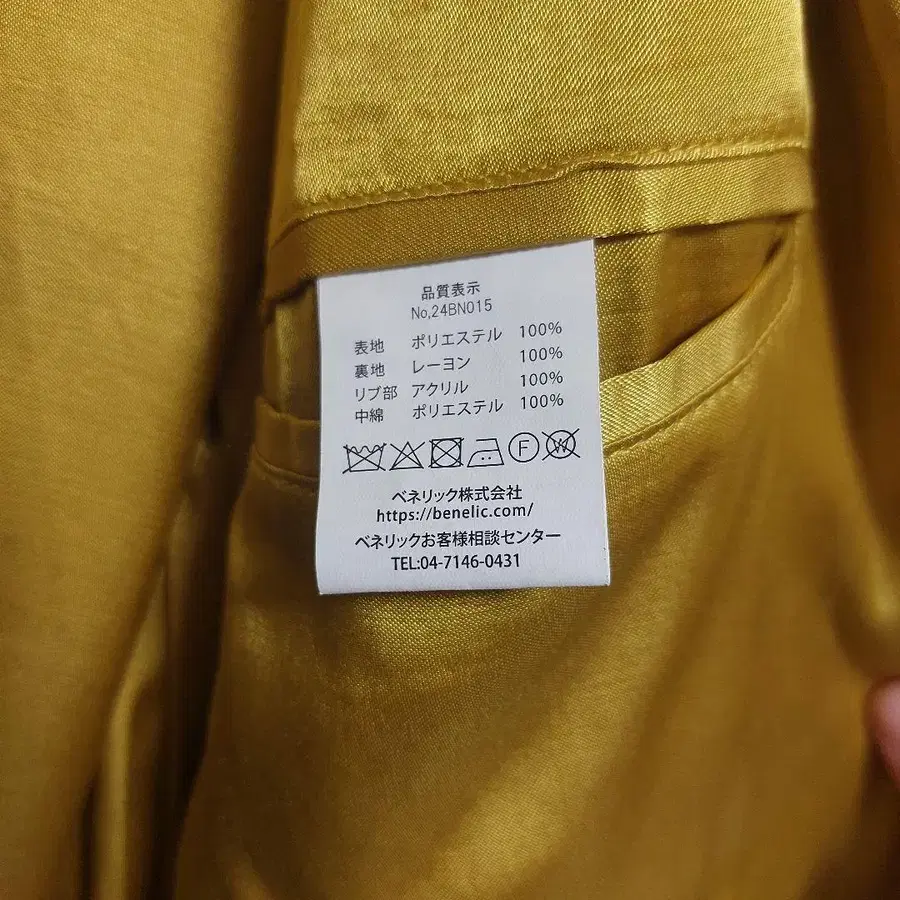 品質表示
No,24BN015
表地 ポリエステル 100%
裏地 レーヨン 100%
リブ部 アクリル 100%
中綿 ポリエステル 100%
F W
ベネリック株式会社
https://benelic.com/
ベネリックお客様相談センター
TEL:04-7146-0431